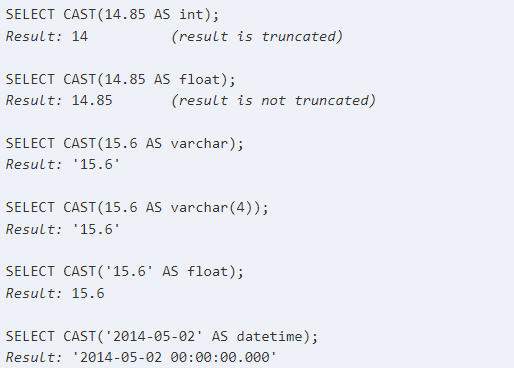 SELECT CAST(14.85 AS int);
Result: 14          (result is truncated)
SELECT CAST(14.85 AS float);
Result: 14.85       (result is not truncated)
SELECT CAST(15.6 AS varchar);
Result: '15.6'
SELECT CAST(15.6 AS varchar(4));
Result: '15.6'
SELECT CAST('15.6' AS float);
Result: 15.6
SELECT CAST('2014-05-02' AS datetime);
Result: '2014-05-02 00:00:00.000'